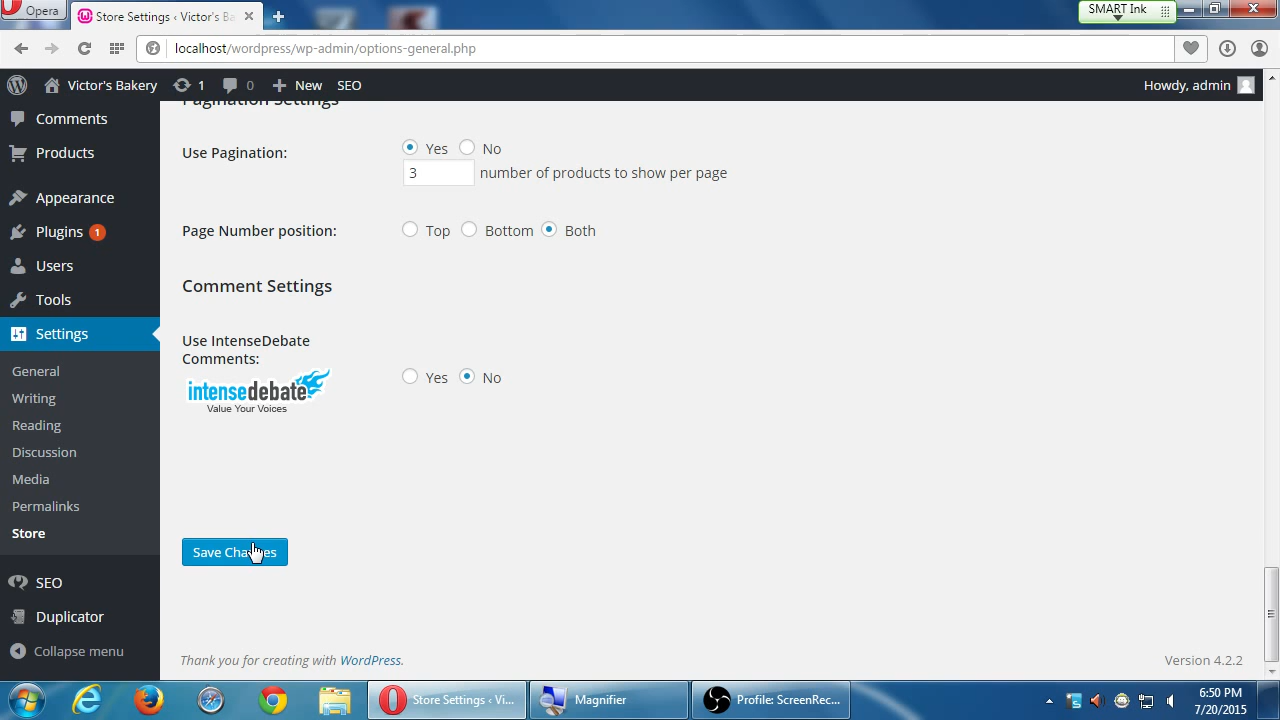 Opera
Store Settings ‹ Victor's Ba
SMART Ink
localhost/wordpress/wp-admin/options-general.php
Victor's Bakery
1
0
New
SEO
Howdy, admin
Pagination Settings
Comments
Products
Appearance
Plugins 1
Users
Tools
Settings
General
Writing
Reading
Discussion
Media
Permalinks
Store
SEO
Duplicator
Collapse menu
Use Pagination:
Yes No
3 number of products to show per page
Page Number position:
Top Bottom Both
Comment Settings
Use IntenseDebate
Comments:
intensedebate
Value Your Voices
Yes No
Save Changes
Thank you for creating with WordPress.
Version 4.2.2
Store Settings ‹ Vi...
Magnifier
Profile: ScreenRec...
6:50 PM
7/20/2015